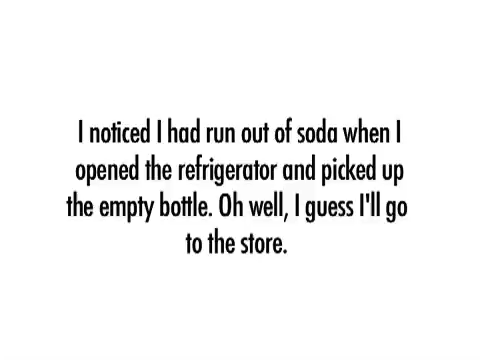 I noticed I had run out of soda when I
opened the refrigerator and picked up
the empty bottle. Oh well, I guess I'll go
to the store.